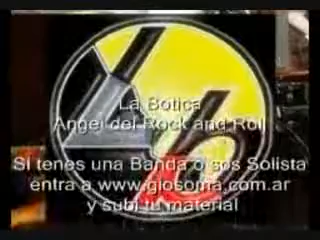 La Botica
Angel del Rock and Roll
SI tenes una Banda o sos Solista
entra a www.glosoma.com.ar
y subi tu material